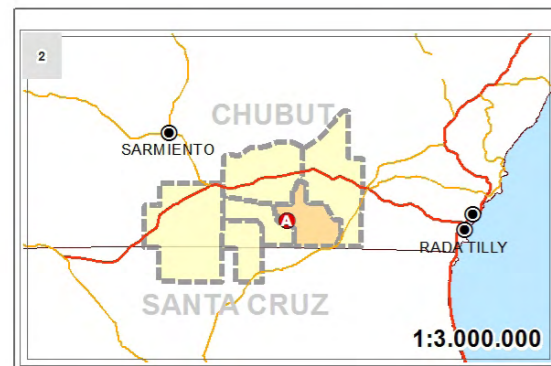 2
CHUBUT
SARMIENTO
A
RADA TILLY
SANTA CRUZ
1:3.000.000